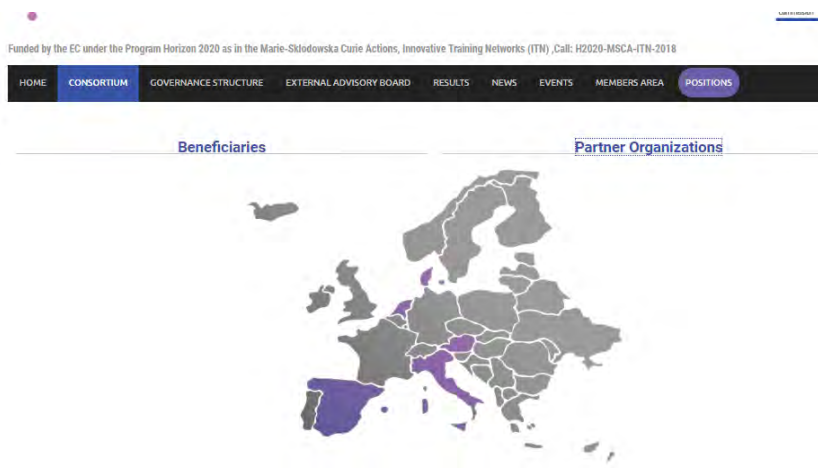 Funded by the EC under the Program Horizon 2020 as in the Marie-Sklodowska Curie Actions, Innovative Training Networks (ITN) ,Call: H2020-MSCA-ITN-2018
HOME CONSORTIUM GOVERNANCE STRUCTURE EXTERNAL ADVISORY BOARD RESULTS NEWS EVENTS MEMBERS AREA POSITIONS
Beneficiaries Partner Organizations